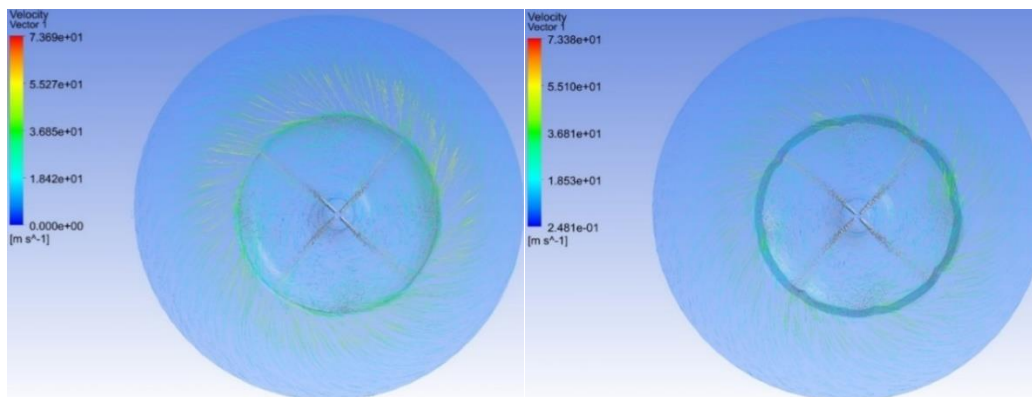 Velocity
Vector 1
7.369e+01
5.527e+01
3.685e+01
1.842e+01
0.000e+00
[m s^-1]
Velocity
Vector 1
7.338e+01
5.510e+01
3.681e+01
1.853e+01
2.481e-01
[m s^-1]